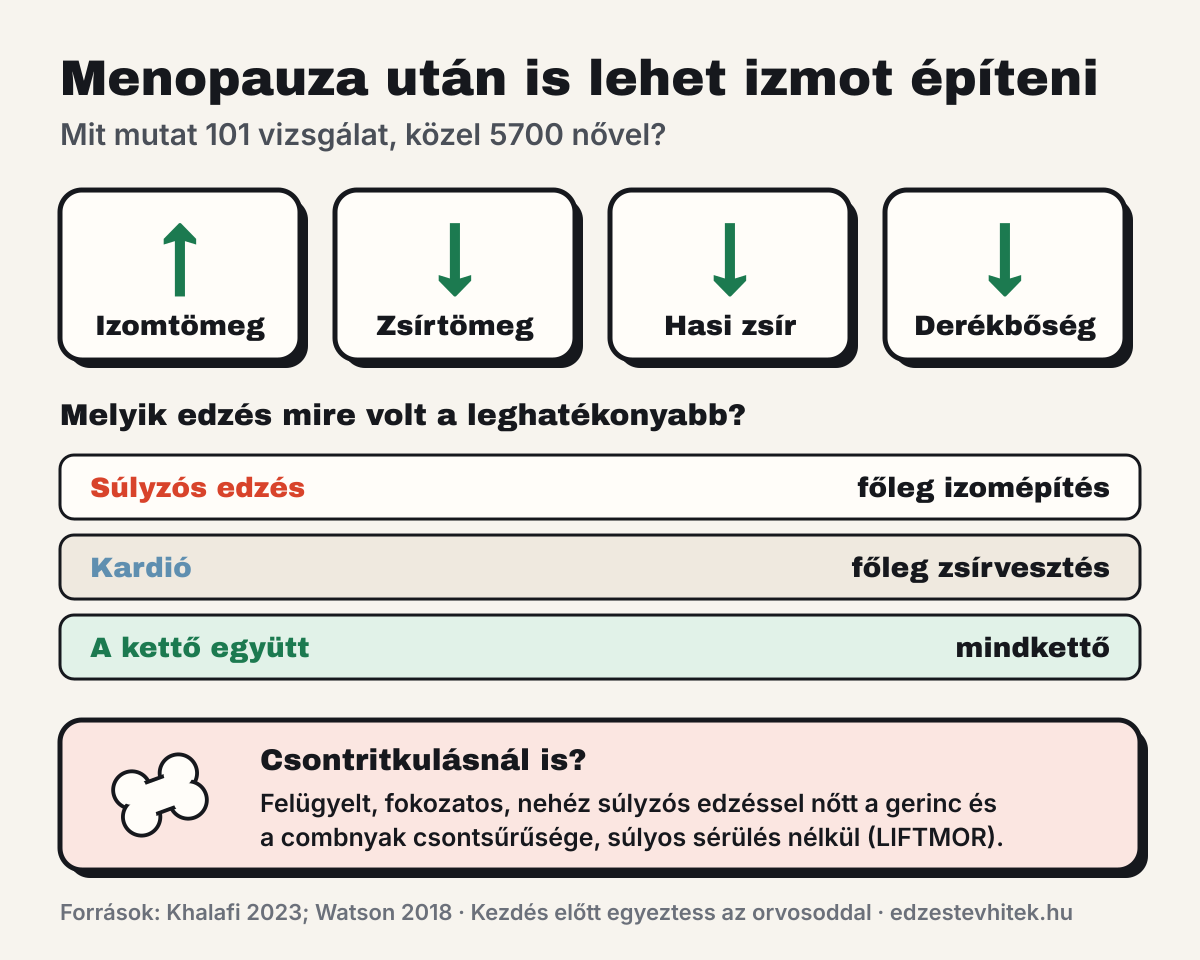 Menopauza után is lehet izmot építeni
Mit mutat 101 vizsgálat, közel 5700 nővel?
Izomtömeg
Zsírtömeg
Hasi zsír
Derékbőség
Melyik edzés mire volt a leghatékonyabb?
Súlyzós edzés
főleg izomépítés
Kardió
főleg zsírvesztés
A kettő együtt
mindkettő
Csontritkulásnál is?
Felügyelt, fokozatos, nehéz súlyzós edzéssel nőtt a gerinc és
a combnyak csontsűrűsége, súlyos sérülés nélkül (LIFTMOR).
Források: Khalafi 2023; Watson 2018 · Kezdés előtt egyeztess az orvosoddal · edzestevhitek.hu